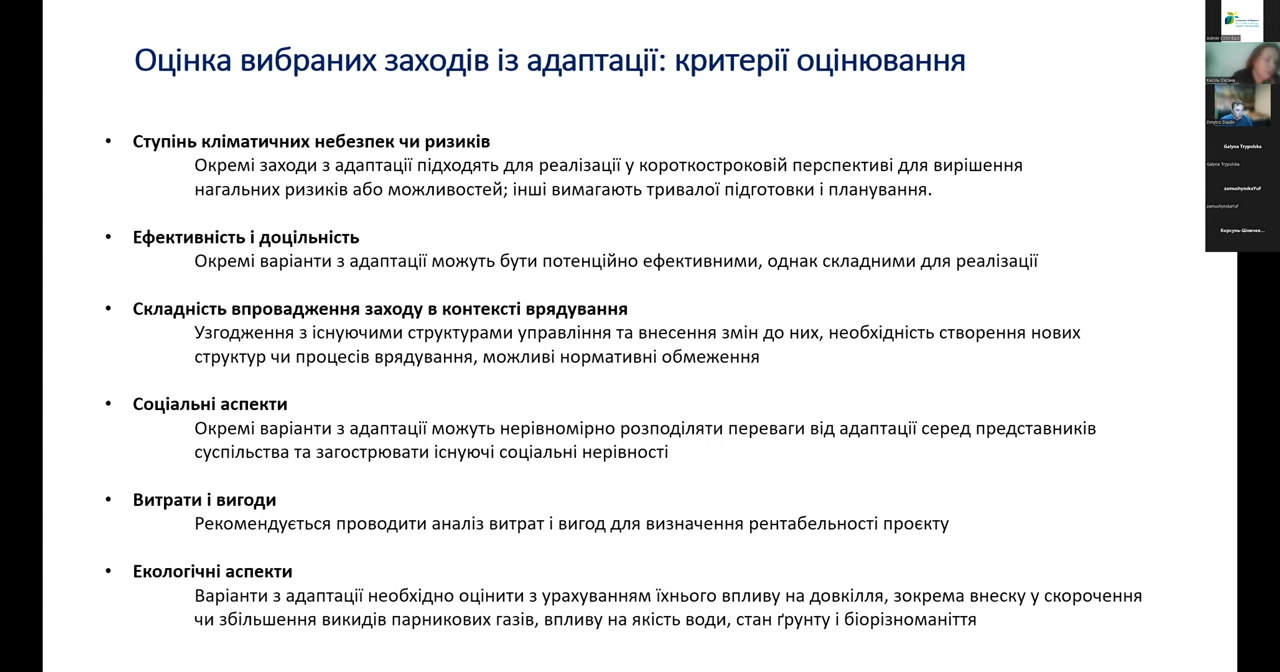 Оцінка вибраних заходів із адаптації: критерії оцінювання
• Ступінь кліматичних небезпек чи ризиків
Окремі заходи з адаптації підходять для реалізації у короткостроковій перспективі для вирішення
нагальних ризиків або можливостей; інші вимагають тривалої підготовки і планування.
• Ефективність і доцільність
Окремі варіанти з адаптації можуть бути потенційно ефективними, однак складними для реалізації
• Складність впровадження заходу в контексті врядування
Узгодження з існуючими структурами управління та внесення змін до них, необхідність створення нових
структур чи процесів врядування, можливі нормативні обмеження
• Соціальні аспекти
Окремі варіанти з адаптації можуть нерівномірно розподіляти переваги від адаптації серед представників
суспільства та загострювати існуючі соціальні нерівності
• Витрати і вигоди
Рекомендується проводити аналіз витрат і вигод для визначення рентабельності проєкту
• Екологічні аспекти
Варіанти з адаптації необхідно оцінити з урахуванням їхнього впливу на довкілля, зокрема внеску у скорочення
чи збільшення викидів парникових газів, впливу на якість води, стан ґрунту і біорізноманіття
Galyna Trypolska
Galyna Trypolska
zamushynskaYuF
zamushynskaYuF
Корсунь-Шевчен...